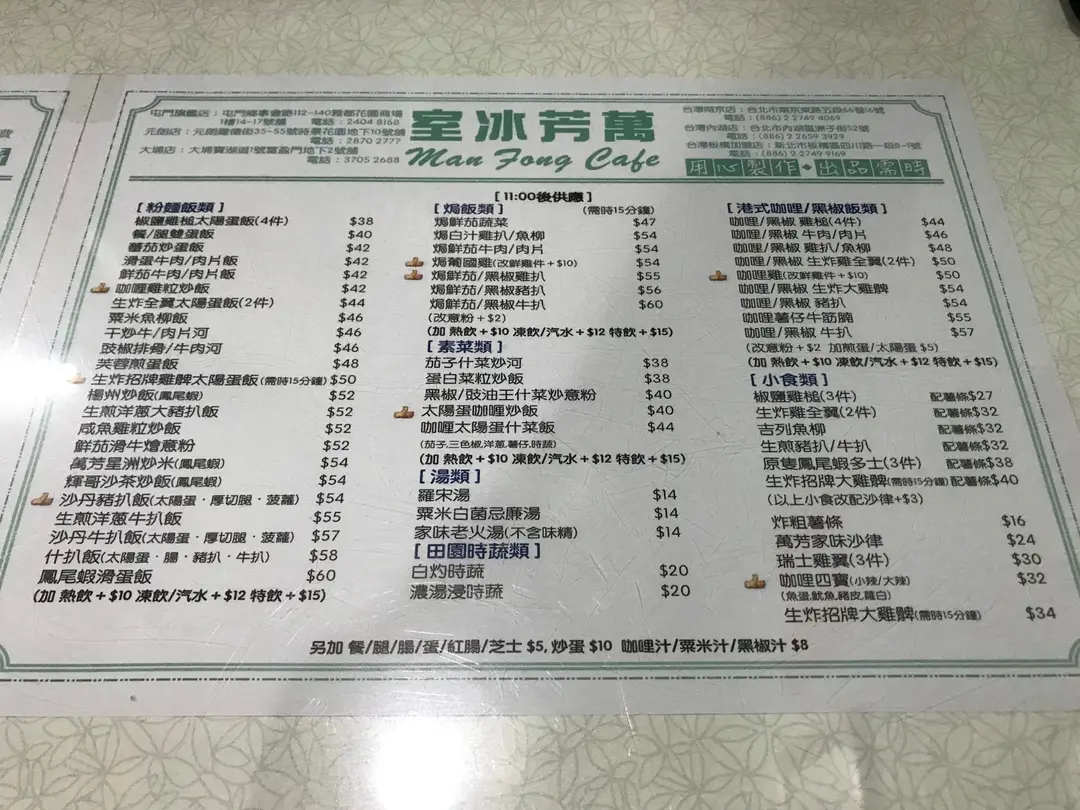 屯門旗艦店：屯門鄉事會路112-140號雅都花園商場
1樓14-17號舖 電話：2404 8168
元朗店：元朗鳳德街35-55號時景花園地下10號舖
電話：2870 2777
大埔店：大埔寶湖道1號富盈門地下2號舖
電話：3705 2688
室冰芳萬
Man Fong Cafe
台灣南京店：台北市南京東路五段66巷16號
電話：(886) 2 2749 4069
台灣內湖店：台北市內湖區洲子街52號
電話：(886) 2 2659 3929
台灣板橋加盟店：新北市板橋區四川路一段8-1號
電話：(886) 2 2749 9169
用心製作・出品需時
[11:00後供應]
[粉麵飯類]
椒鹽雞槌太陽蛋飯(4件) $38
餐/腿雙蛋飯 $40
蕃茄炒蛋飯 $42
滑蛋牛肉/肉片飯 $42
鮮茄牛肉/肉片飯 $42
咖喱雞粒炒飯 $42
生炸全翼太陽蛋飯(2件) $44
粟米魚柳飯 $46
干炒牛/肉片河 $46
豉椒排骨/牛肉河 $46
芙蓉煎蛋飯 $48
生炸招牌雞髀太陽蛋飯(需時15分鐘) $50
楊州炒飯(鳳尾蝦) $52
生煎洋蔥大豬扒飯 $52
咸魚雞粒炒飯 $52
鮮茄滑牛燴意粉 $52
萬芳星洲炒米(鳳尾蝦) $54
輝哥沙茶炒飯(鳳尾蝦) $54
沙丹豬扒飯(太陽蛋・厚切腿・菠蘿) $54
生煎洋蔥牛扒飯 $55
沙丹牛扒飯(太陽蛋・厚切腿・菠蘿) $57
什扒飯(太陽蛋・腸・豬扒・牛扒) $58
鳳尾蝦滑蛋飯 $60
(加 熱飲＋$10 凍飲/汽水＋$12 特飲＋$15)
[焗飯類] (需時15分鐘)
焗鮮茄蔬菜 $47
焗白汁雞扒/魚柳 $54
焗鮮茄牛肉/肉片 $54
焗葡國雞(改鮮雞件＋$10) $54
焗鮮茄/黑椒雞扒 $55
焗鮮茄/黑椒豬扒 $56
焗鮮茄/黑椒牛扒 $60
(改意粉＋$2)
(加 熱飲＋$10 凍飲/汽水＋$12 特飲＋$15)
[素菜類]
茄子什菜炒河 $38
蛋白菜粒炒飯 $38
黑椒/豉油王什菜炒意粉 $40
太陽蛋咖喱炒飯 $40
咖喱太陽蛋什菜飯 $44
(茄子,三色椒,洋蔥,薯仔,時蔬)
(加 熱飲＋$10 凍飲/汽水＋$12 特飲＋$15)
[湯類]
羅宋湯 $14
粟米白菌忌廉湯 $14
家味老火湯(不含味精) $14
[田園時蔬類]
白灼時蔬 $20
濃湯浸時蔬 $20
[港式咖喱/黑椒飯類]
咖喱/黑椒 雞槌(4件) $44
咖喱/黑椒 牛肉/肉片 $46
咖喱/黑椒 雞扒/魚柳 $48
咖喱/黑椒 生炸雞全翼(2件) $50
咖喱雞(改鮮雞件＋$10) $50
咖喱/黑椒 生炸大雞髀 $54
咖喱/黑椒 豬扒 $54
咖喱薯仔牛筋腩 $55
咖喱/黑椒 牛扒 $57
(改意粉＋$2 加煎蛋/太陽蛋 $5)
(加 熱飲＋$10 凍飲/汽水＋$12 特飲＋$15)
[小食類]
椒鹽雞槌(3件) 配薯條$27
生炸雞全翼(2件) 配薯條$32
吉列魚柳 配薯條$32
生煎豬扒/牛扒 配薯條$32
原隻鳳尾蝦多士(3件) 配薯條$38
生炸招牌大雞髀(需時15分鐘) 配薯條$40
(以上小食改配沙律＋$3)
炸粗薯條 $16
萬芳家味沙律 $24
瑞士雞翼(3件) $30
咖喱四寶(小辣/大辣) $32
(魚蛋,魷魚,豬皮,蘿白)
生炸招牌大雞髀(需時15分鐘) $34
另加 餐/腿/腸/蛋/紅腸/芝士 $5, 炒蛋 $10 咖喱汁/粟米汁/黑椒汁 $8